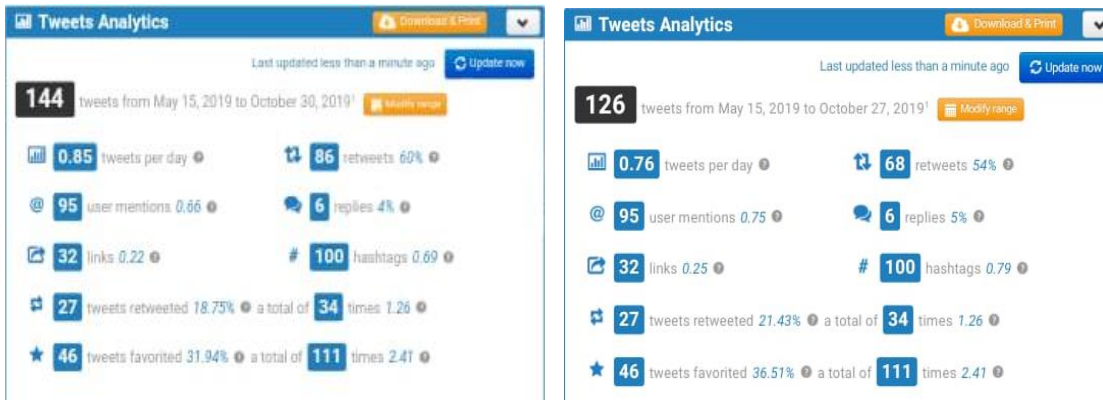 Tweets Analytics
Download & Print
Last updated less than a minute ago
Update now
144 tweets from May 15, 2019 to October 30, 2019¹ Modify range
0.85 tweets per day
86 retweets 60%
@ 95 user mentions 0.66
6 replies 4%
32 links 0.22
# 100 hashtags 0.69
27 tweets retweeted 18.75% a total of 34 times 1.26
46 tweets favorited 31.94% a total of 111 times 2.41
Tweets Analytics
Download & Print
Last updated less than a minute ago
Update now
126 tweets from May 15, 2019 to October 27, 2019¹ Modify range
0.76 tweets per day
68 retweets 54%
@ 95 user mentions 0.75
6 replies 5%
32 links 0.25
# 100 hashtags 0.79
27 tweets retweeted 21.43% a total of 34 times 1.26
46 tweets favorited 36.51% a total of 111 times 2.41